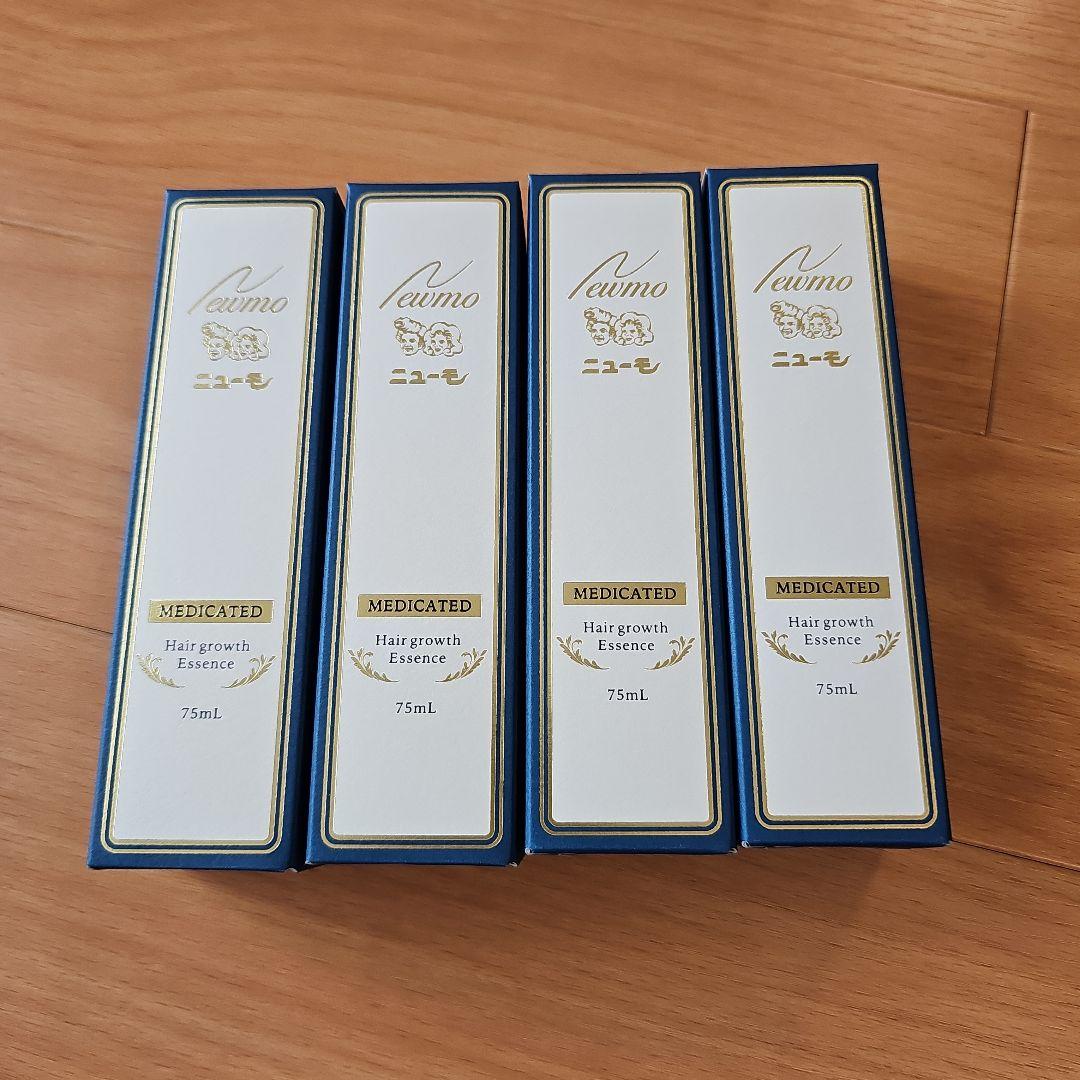 Newmo
ニューモ
MEDICATED
Hair growth
Essence
75mL
Newmo
ニューモ
MEDICATED
Hair growth
Essence
75mL
Newmo
ニューモ
MEDICATED
Hair growth
Essence
75mL
Newmo
ニューモ
MEDICATED
Hair growth
Essence
75mL